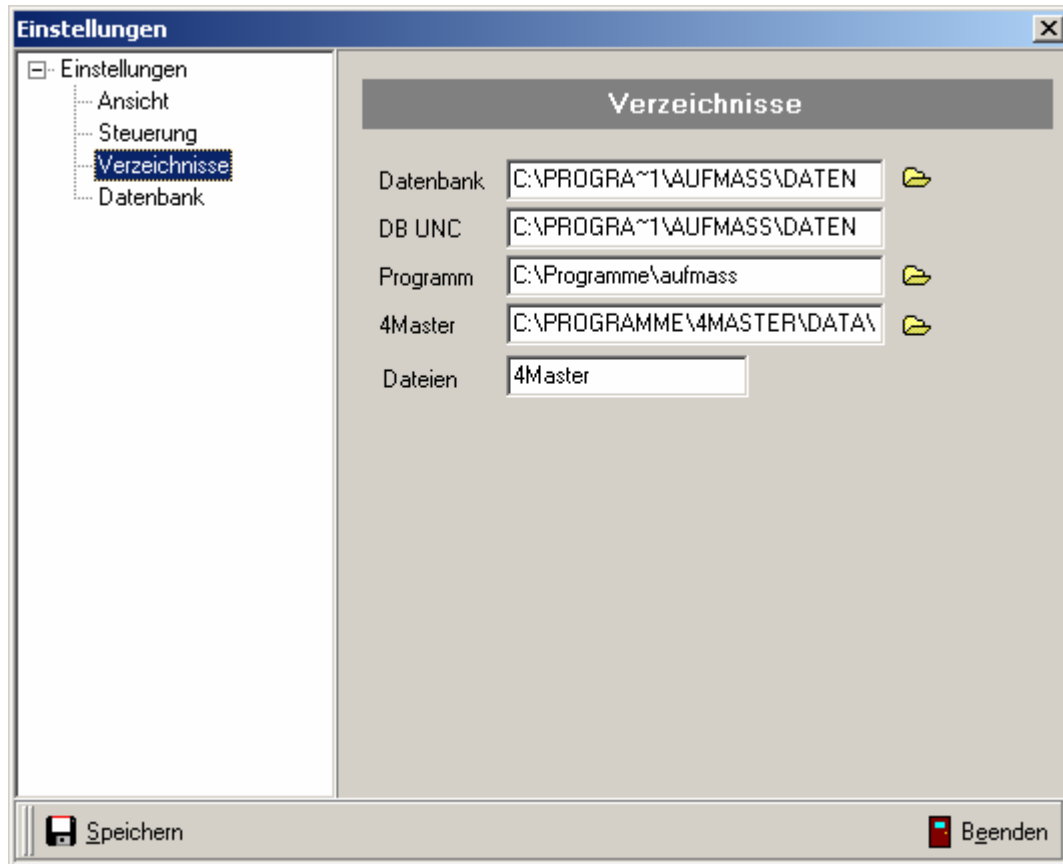 Einstellungen
Einstellungen
Ansicht
Steuerung
Verzeichnisse
Datenbank
Verzeichnisse
Datenbank C:\PROGRA~1\AUFMASS\DATEN
DB UNC C:\PROGRA~1\AUFMASS\DATEN
Programm C:\Programme\aufmass
4Master C:\PROGRAMME\4MASTER\DATA\
Dateien 4Master
Speichern
Beenden